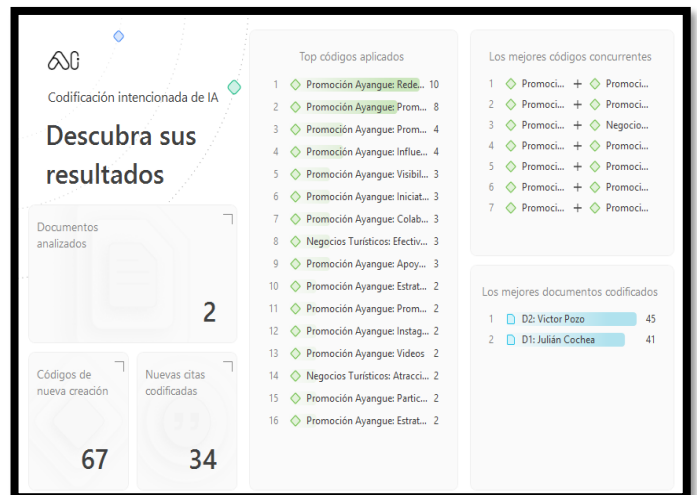 Codificación intencionada de IA
Descubra sus
resultados
Documentos
analizados
2
Códigos de
nueva creación
67
Nuevas citas
codificadas
34
Top códigos aplicados
1 Promoción Ayangue: Rede... 10
2 Promoción Ayangue: Prom... 8
3 Promoción Ayangue: Prom... 4
4 Promoción Ayangue: Influe... 4
5 Promoción Ayangue: Visibil... 3
6 Promoción Ayangue: Iniciat... 3
7 Promoción Ayangue: Colab... 3
8 Negocios Turísticos: Efectiv... 3
9 Promoción Ayangue: Apoy... 3
10 Promoción Ayangue: Estrat... 2
11 Promoción Ayangue: Prom... 2
12 Promoción Ayangue: Instag... 2
13 Promoción Ayangue: Videos 2
14 Negocios Turísticos: Atracci... 2
15 Promoción Ayangue: Partic... 2
16 Promoción Ayangue: Estrat... 2
Los mejores códigos concurrentes
1 Promoci... + Promoci...
2 Promoci... + Promoci...
3 Promoci... + Negocio...
4 Promoci... + Promoci...
5 Promoci... + Promoci...
6 Promoci... + Promoci...
7 Promoci... + Promoci...
Los mejores documentos codificados
1 D2: Victor Pozo 45
2 D1: Julián Cochea 41